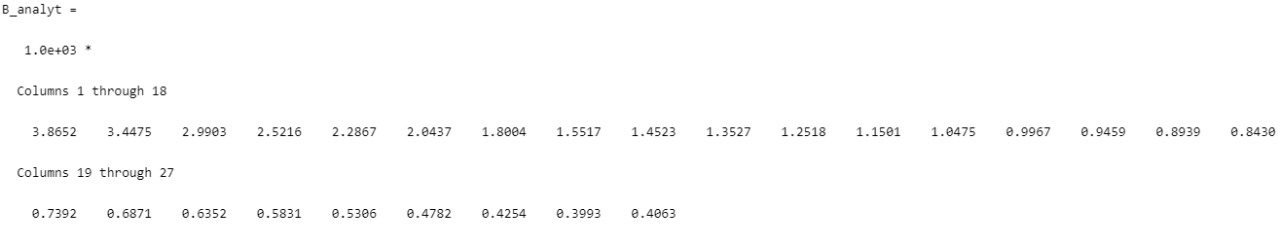 B_analyt =
1.0e+03 *
Columns 1 through 18
3.8652 3.4475 2.9903 2.5216 2.2867 2.0437 1.8004 1.5517 1.4523 1.3527 1.2518 1.1501 1.0475 0.9967 0.9459 0.8939 0.8430
Columns 19 through 27
0.7392 0.6871 0.6352 0.5831 0.5306 0.4782 0.4254 0.3993 0.4063